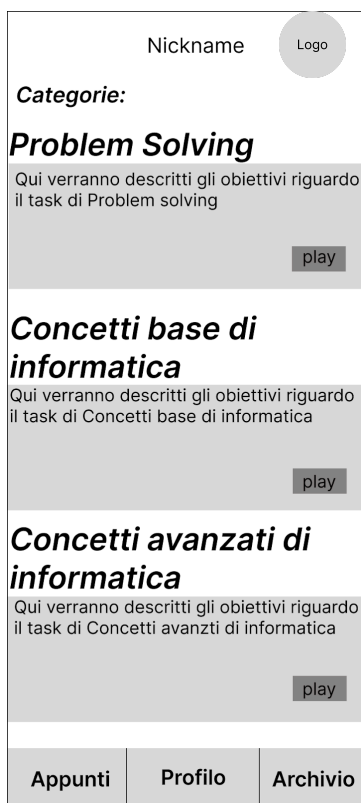 Nickname
Logo
Categorie:
Problem Solving
Qui verranno descritti gli obiettivi riguardo
il task di Problem solving
play
Concetti base di
informatica
Qui verranno descritti gli obiettivi riguardo
il task di Concetti base di informatica
play
Concetti avanzati di
informatica
Qui verranno descritti gli obiettivi riguardo
il task di Concetti avanzti di informatica
play
Appunti
Profilo
Archivio